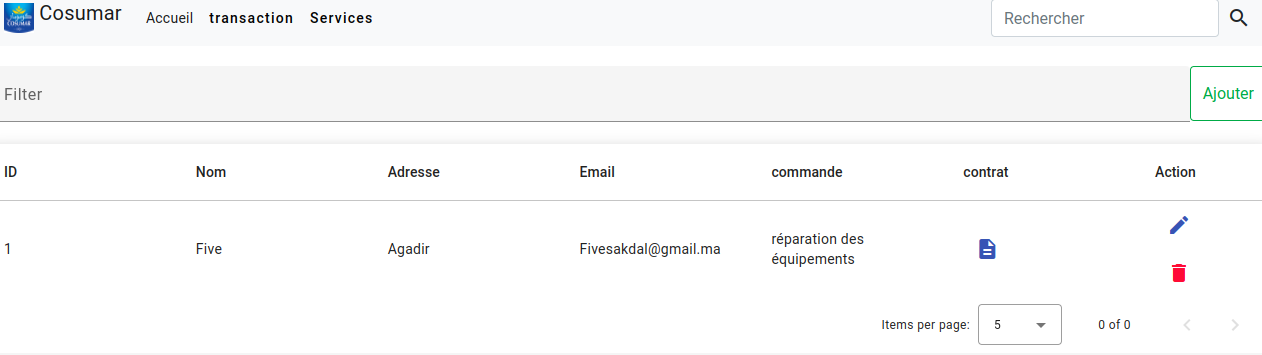 Cosumar Accueil transaction Services Rechercher
COSUMAR
Filter Ajouter
ID Nom Adresse Email commande contrat Action
1 Five Agadir Fivesakdal@gmail.ma réparation des
équipements
Items per page: 5 0 of 0